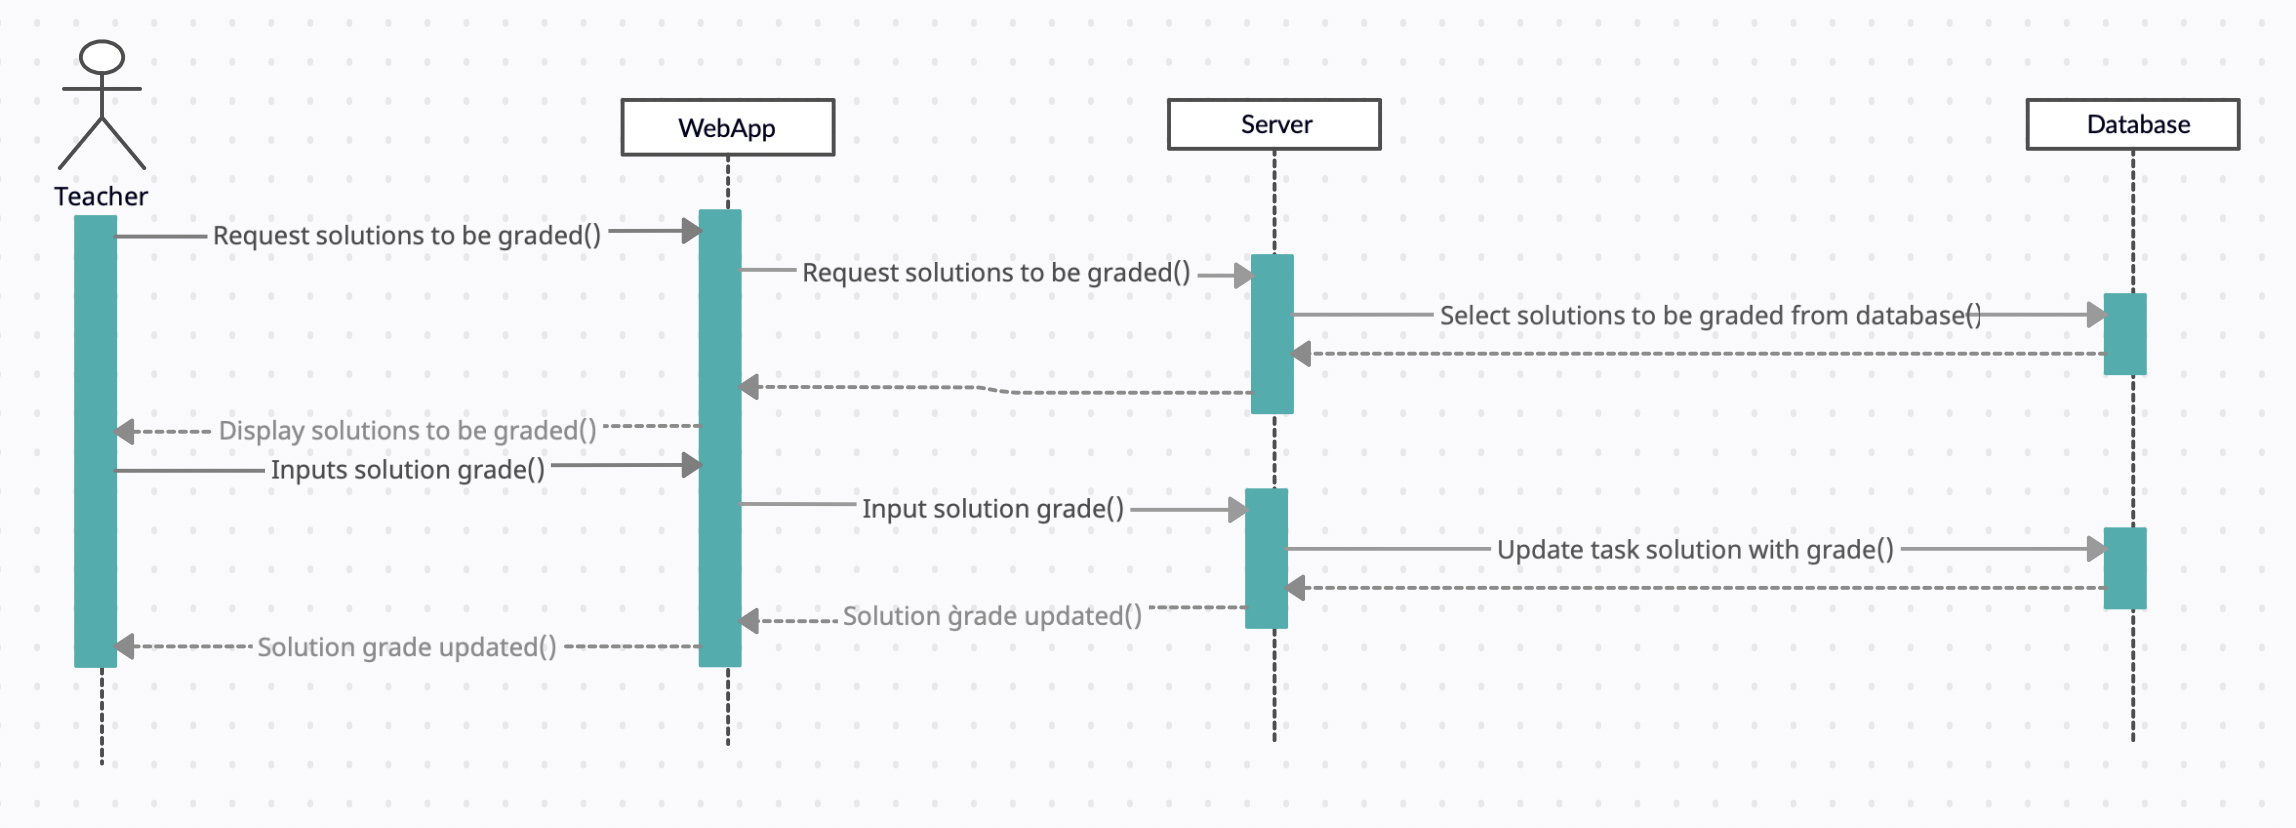 WebApp
Server
Database
Teacher
Request solutions to be graded()
Request solutions to be graded()
Select solutions to be graded from database()
Display solutions to be graded()
Inputs solution grade()
Input solution grade()
Update task solution with grade()
Solution grade updated()
Solution grade updated()